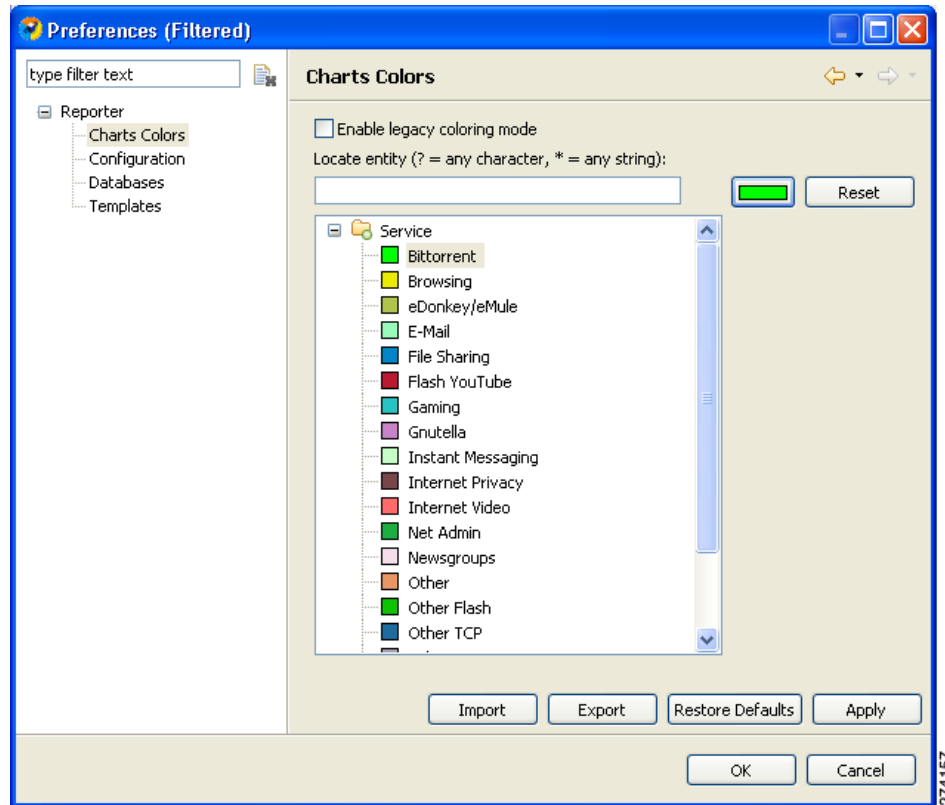 Preferences (Filtered)
type filter text
Reporter
Charts Colors
Configuration
Databases
Templates
Charts Colors
Enable legacy coloring mode
Locate entity (? = any character, * = any string):
Reset
Service
Bittorrent
Browsing
eDonkey/eMule
E-Mail
File Sharing
Flash YouTube
Gaming
Gnutella
Instant Messaging
Internet Privacy
Internet Video
Net Admin
Newsgroups
Other
Other Flash
Other TCP
Import
Export
Restore Defaults
Apply
OK
Cancel